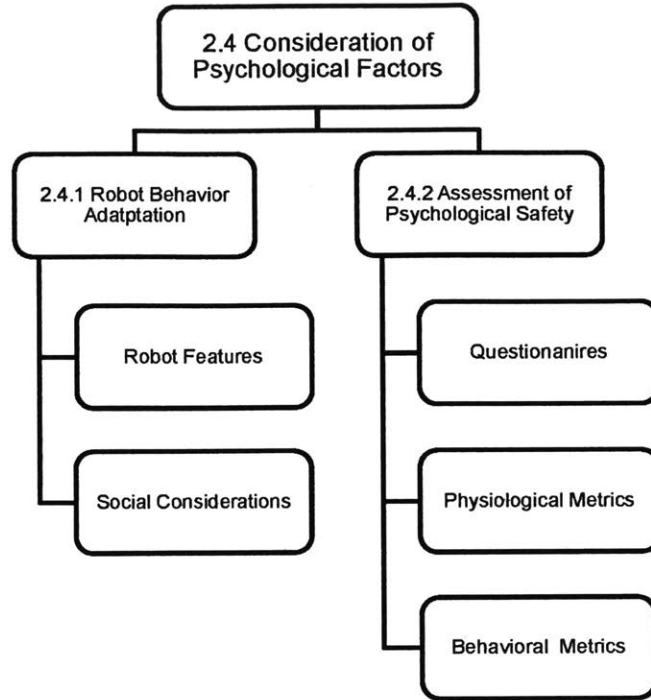 2.4 Consideration of
Psychological Factors
2.4.1 Robot Behavior
Adatptation
2.4.2 Assessment of
Psychological Safety
Robot Features
Questionanires
Social Considerations
Physiological Metrics
Behavioral Metrics